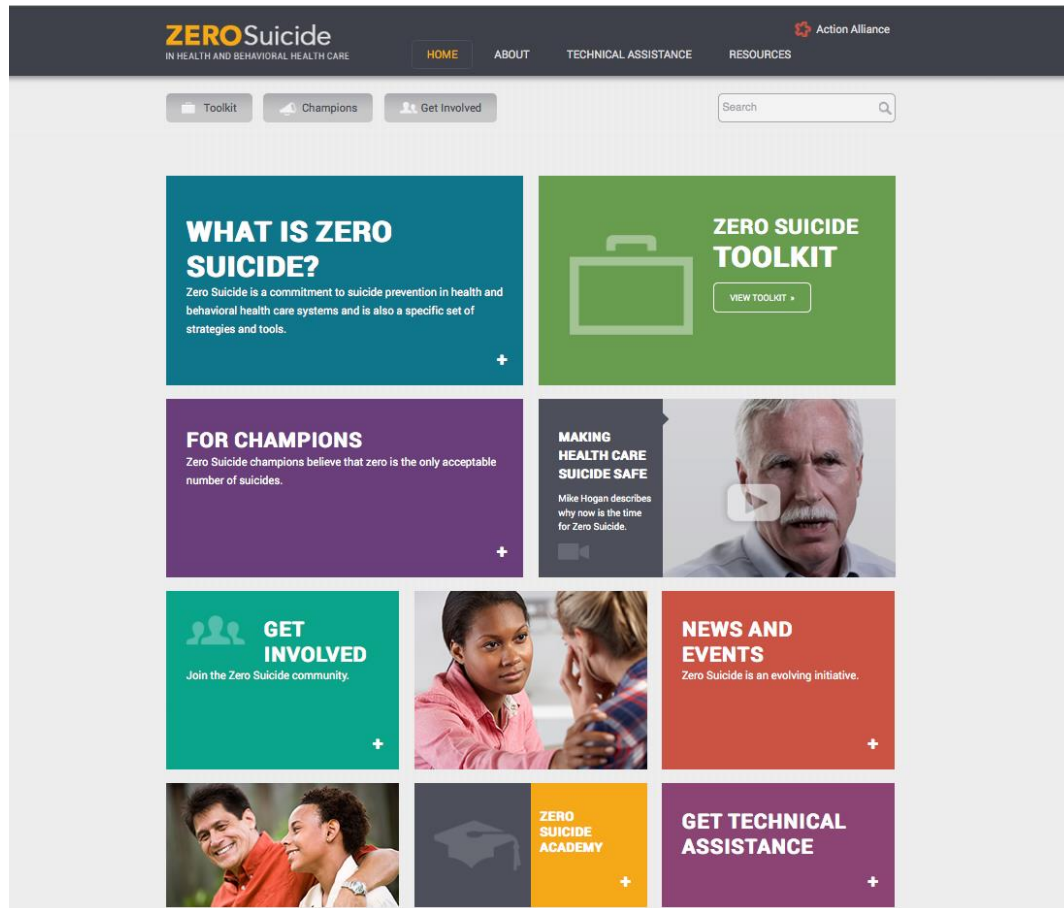 ZEROSuicide
IN HEALTH AND BEHAVIORAL HEALTH CARE
Action Alliance
HOME ABOUT TECHNICAL ASSISTANCE RESOURCES
Toolkit Champions Get Involved Search
WHAT IS ZERO
SUICIDE?
Zero Suicide is a commitment to suicide prevention in health and
behavioral health care systems and is also a specific set of
strategies and tools.
+
ZERO SUICIDE
TOOLKIT
VIEW TOOLKIT »
FOR CHAMPIONS
Zero Suicide champions believe that zero is the only acceptable
number of suicides.
+
MAKING
HEALTH CARE
SUICIDE SAFE
Mike Hogan describes
why now is the time
for Zero Suicide.
GET
INVOLVED
Join the Zero Suicide community.
+
NEWS AND
EVENTS
Zero Suicide is an evolving initiative.
+
ZERO
SUICIDE
ACADEMY
+
GET TECHNICAL
ASSISTANCE
+